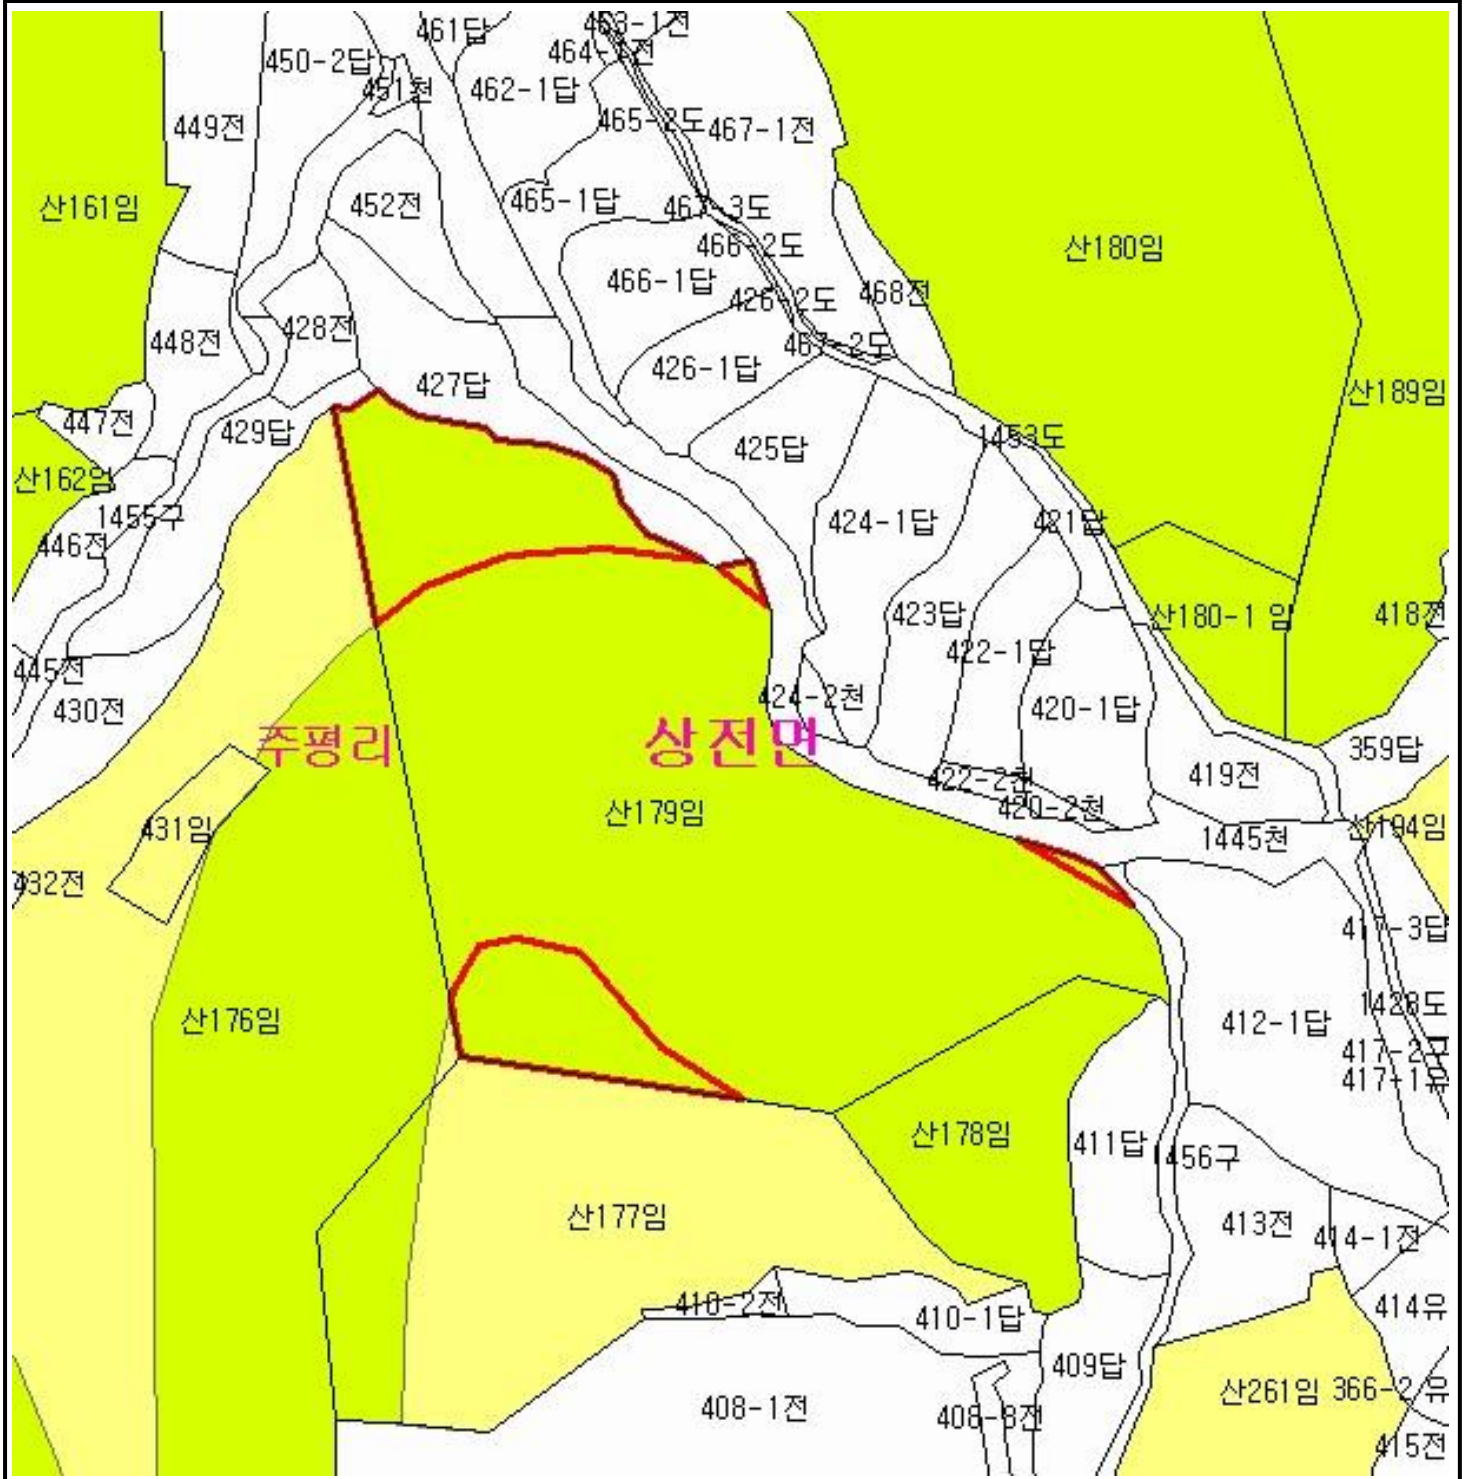 461답
463-1전
464-1전
450-2답
451천
462-1답
465-2도
467-1전
449전
산161임
452전
465-1답
467-3도
466-2도
산180임
466-1답
426-2도
468전
448전
428전
467-2도
426-1답
427답
산189임
447전
429답
425답
1453도
산162임
1455구
424-1답
421답
446전
423답
산180-1 임
418전
422-1답
445전
424-2천
430전
420-1답
주평리
상전면
359답
422-2천
419전
420-2천
산179임
431임
1445천
산194임
432전
417-3답
산176임
412-1답
1428도
417-2구
417-1유
산178임
411답
1456구
산177임
413전
414-1전
410-2전
410-1답
414유
409답
산261임
366-2 유
408-1전
408-3전
415전